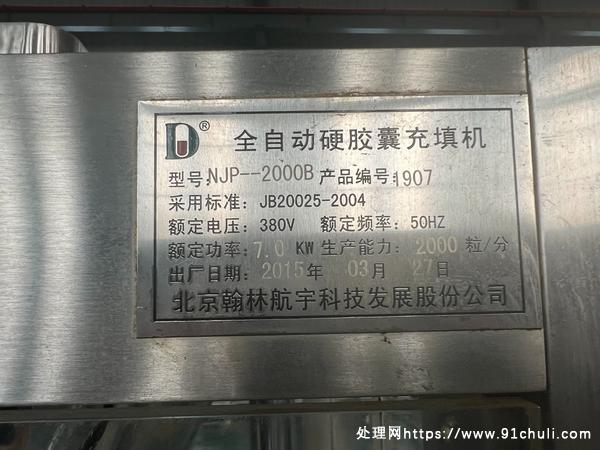 D®
全自动硬胶囊充填机
型号:NJP--2000B 产品编号:1907
采用标准: JB20025-2004
额定电压: 380V 额定频率: 50HZ
额定功率:7.0 KW 生产能力: 2000 粒/分
出厂日期: 2015年 03月 27日
北京翰林航宇科技发展股份公司
处理网https://www.91chuli.com/